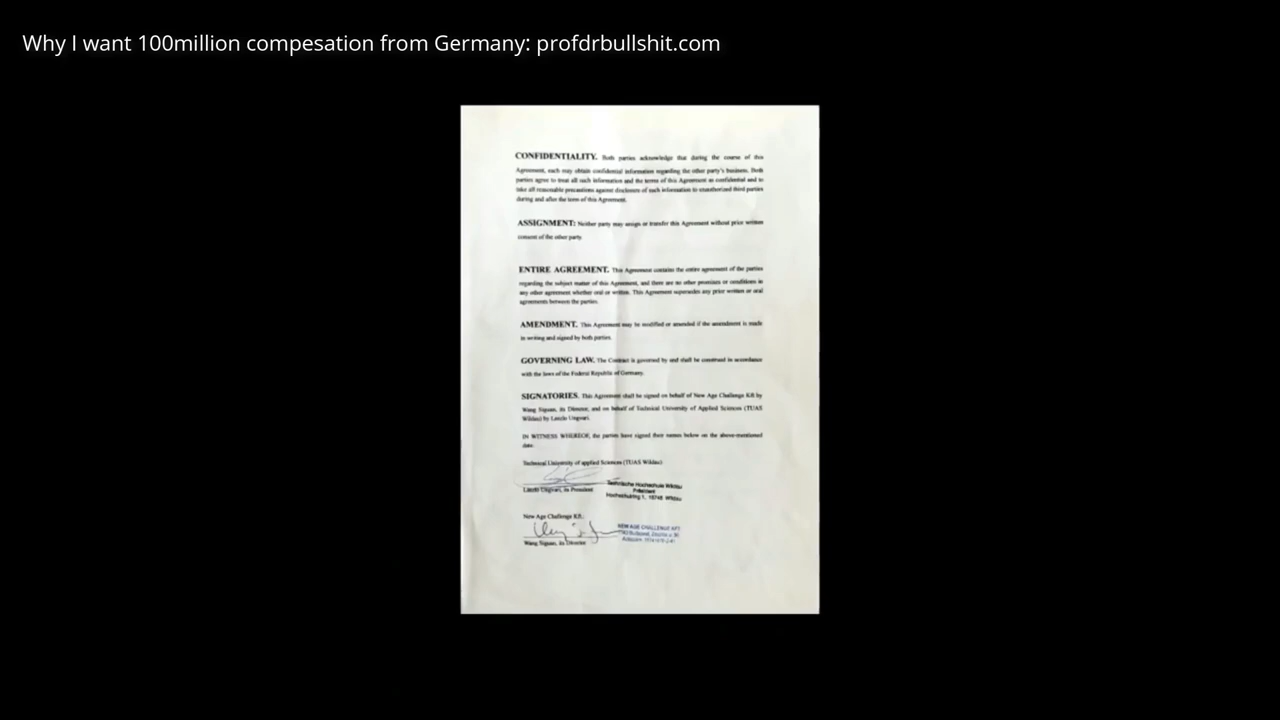 Why I want 100million compesation from Germany: profdrbullshit.com
CONFIDENTIALITY. Both parties acknowledge that during the course of this
Agreement, each may obtain confidential information regarding the other party's business. Both
parties agree to treat all such information and the terms of this Agreement as confidential and to
take all reasonable precautions against disclosure of such information to unauthorized third parties
during and after the term of this Agreement.
ASSIGNMENT: Neither party may assign or transfer this Agreement without prior written
consent of the other party.
ENTIRE AGREEMENT. This Agreement contains the entire agreement of the parties
regarding the subject matter of this Agreement, and there are no other promises or conditions in
any other agreement whether oral or written. This Agreement supersedes any prior written or oral
agreements between the parties.
AMENDMENT. This Agreement may be modified or amended if the amendment is made
in writing and signed by both parties.
GOVERNING LAW. The Contract is governed by and shall be construed in accordance
with the laws of the Federal Republic of Germany.
SIGNATORIES. This Agreement shall be signed on behalf of New Age Challenge Kft by
Wang Siguan, its Director, and on behalf of Technical University of Applied Sciences (TUAS
Wildau) by Laszlo Ungvari.
IN WITNESS WHEREOF, the parties have signed their names below on the above-mentioned
date.
Technical University of applied Sciences (TUAS Wildau)
László Ungvari, its President
Technische Hochschule Wildau
Präsident
Hochschulring 1, 15745 Wildau
New Age Challenge Kft.:
NEW AGE CHALLENGE KFT.
Budapest,
Wang Siguan, its Director